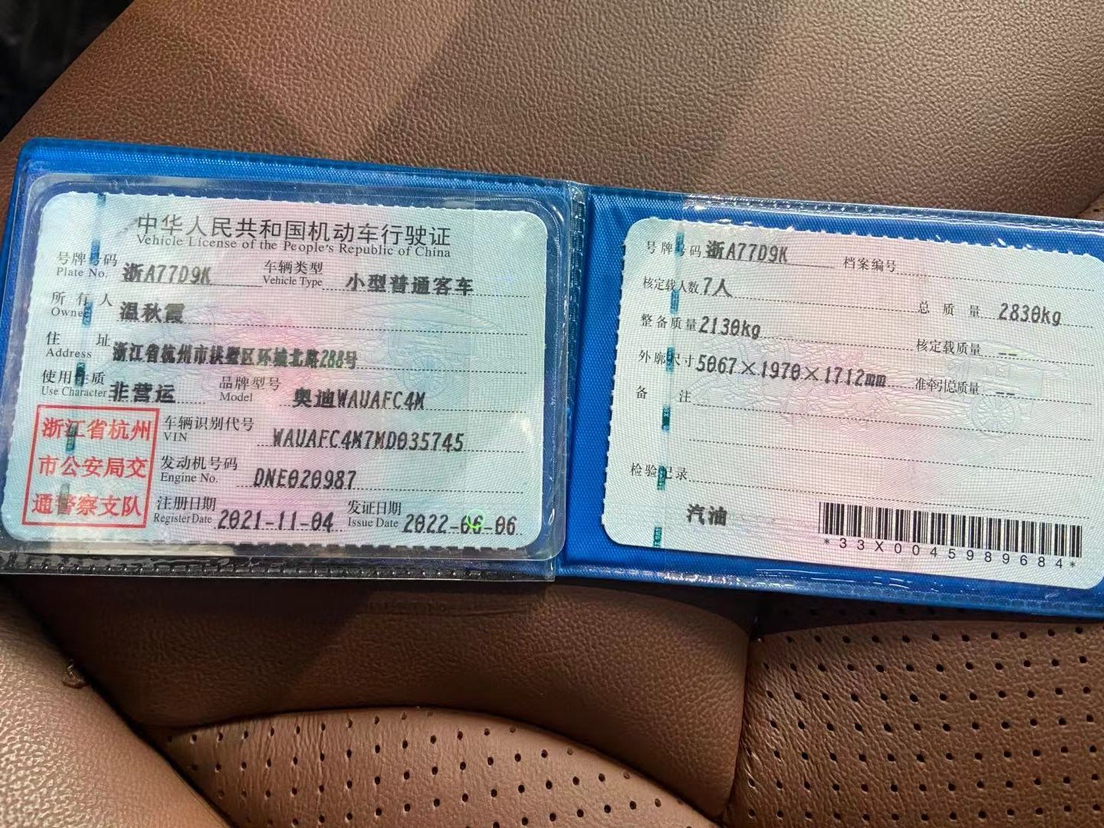 中华人民共和国机动车行驶证
Vehicle License of the People's Republic of China
号牌号码 浙A77D9K 车辆类型 小型普通客车
Plate No. Vehicle Type
所有人 温秋霞
Owner
住址 浙江省杭州市拱墅区环城北路288号
Address
使用性质 非营运 品牌型号 奥迪WAUAFC4M
Use Character Model
浙江省杭州
市公安局交
通警察支队
车辆识别代号 WAUAFC4M7MD035745
VIN
发动机号码 DNE020987
Engine No.
注册日期 2021-11-04 发证日期 2022-06-06
Register Date Issue Date
号牌号码 浙A77D9K 档案编号
核定载人数 7人 总质量 2830kg
整备质量 2130kg 核定载质量 --
外廓尺寸 5067×1970×1712mm 准牵引总质量 --
备注
检验记录
汽油
*33X0045989684*